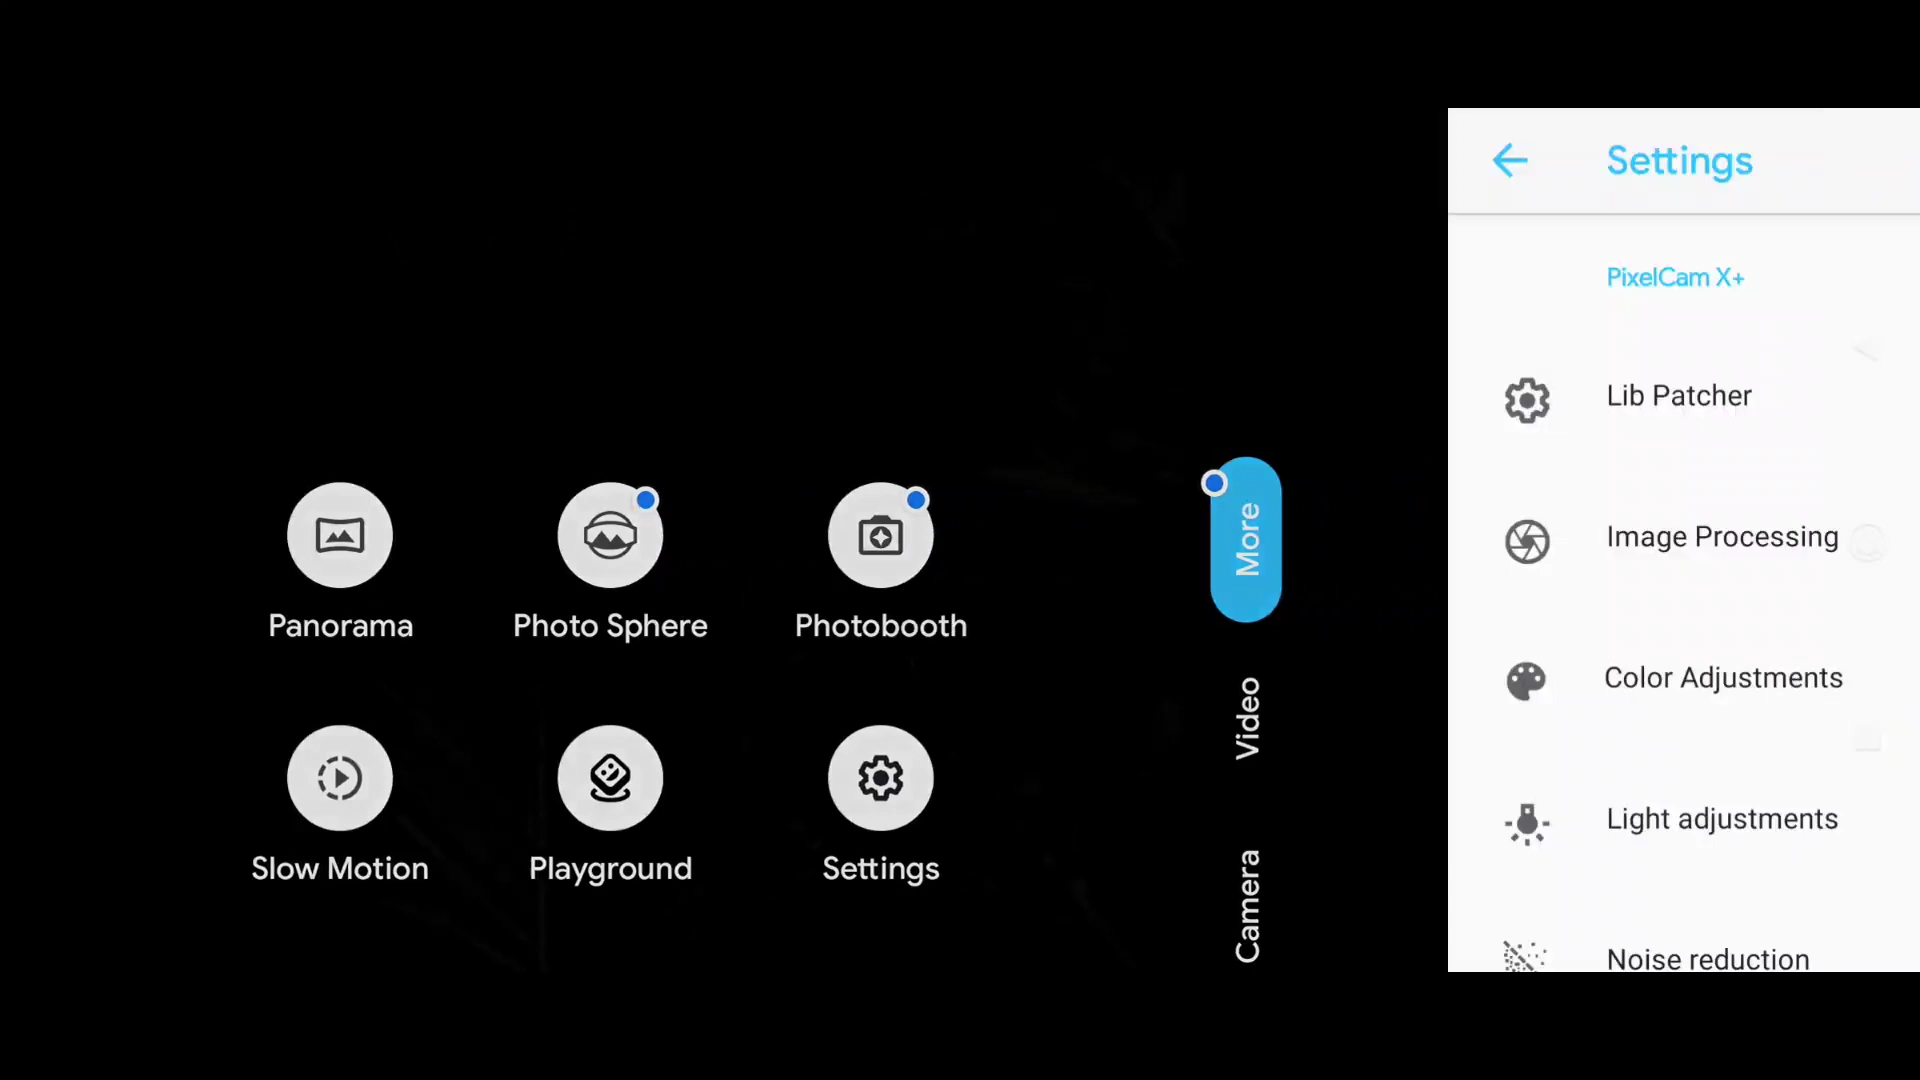 Panorama
Photo Sphere
Photobooth
Slow Motion
Playground
Settings
More
Video
Camera
Settings
PixelCam X+
Lib Patcher
Image Processing
Color Adjustments
Light adjustments
Noise reduction